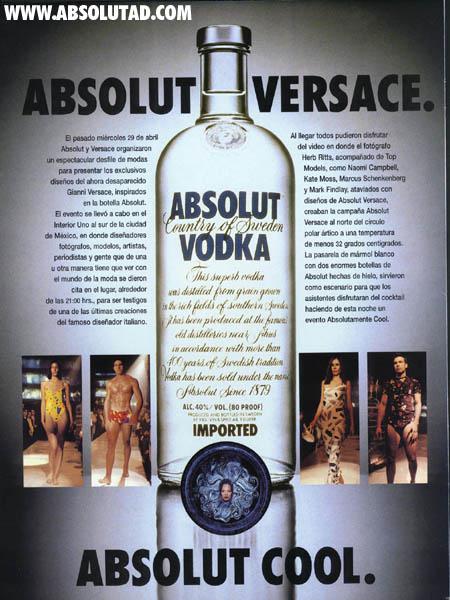 WWW.ABSOLUTAD.COM
ABSOLUT VERSACE.
El pasado miércoles 29 de abril
Absolut y Versace organizaron
un espectacular desfile de modas
para presentar los exclusivos
diseños del ahora desaparecido
Gianni Versace, inspirados
en la botella Absolut.
El evento se llevó a cabo en el
Interior Uno al sur de la ciudad
de México, en donde diseñadores
fotógrafos, modelos, artistas,
periodistas y gente que de una
u otra manera tiene que ver con
el mundo de la moda se dieron
cita en el lugar, alrededor
de las 21:00 hrs., para ser testigos
de una de las últimas creaciones
del famoso diseñador italiano.
Al llegar todos pudieron disfrutar
del video en donde el fotógrafo
Herb Ritts, acompañado de Top
Models, como Naomi Campbell,
Kate Moss, Marcus Schenkenberg
y Mark Findlay, ataviados con
diseños de Absolut Versace,
creaban la campaña Absolut
Versace al norte del círculo
polar ártico a una temperatura
de menos 32 grados centígrados.
La pasarela de mármol blanco
con dos enormes botellas de
Absolut hechas de hielo, sirvieron
como escenario para que los
asistentes disfrutaran del cocktail
haciendo de esta noche un
evento Absolutamente Cool.
ABSOLUT
Country of Sweden
VODKA
This superb vodka
was distilled from grain grown
in the rich fields of southern Sweden
It has been produced at the famous
old distilleries near Åhus
in accordance with more than
400 years of Swedish tradition
Vodka has been sold under the name
Absolut Since 1879
ALC. 40% / VOL. (80 PROOF)
PRODUCED AND BOTTLED IN SWEDEN
IMPORTED
ABSOLUT COOL.